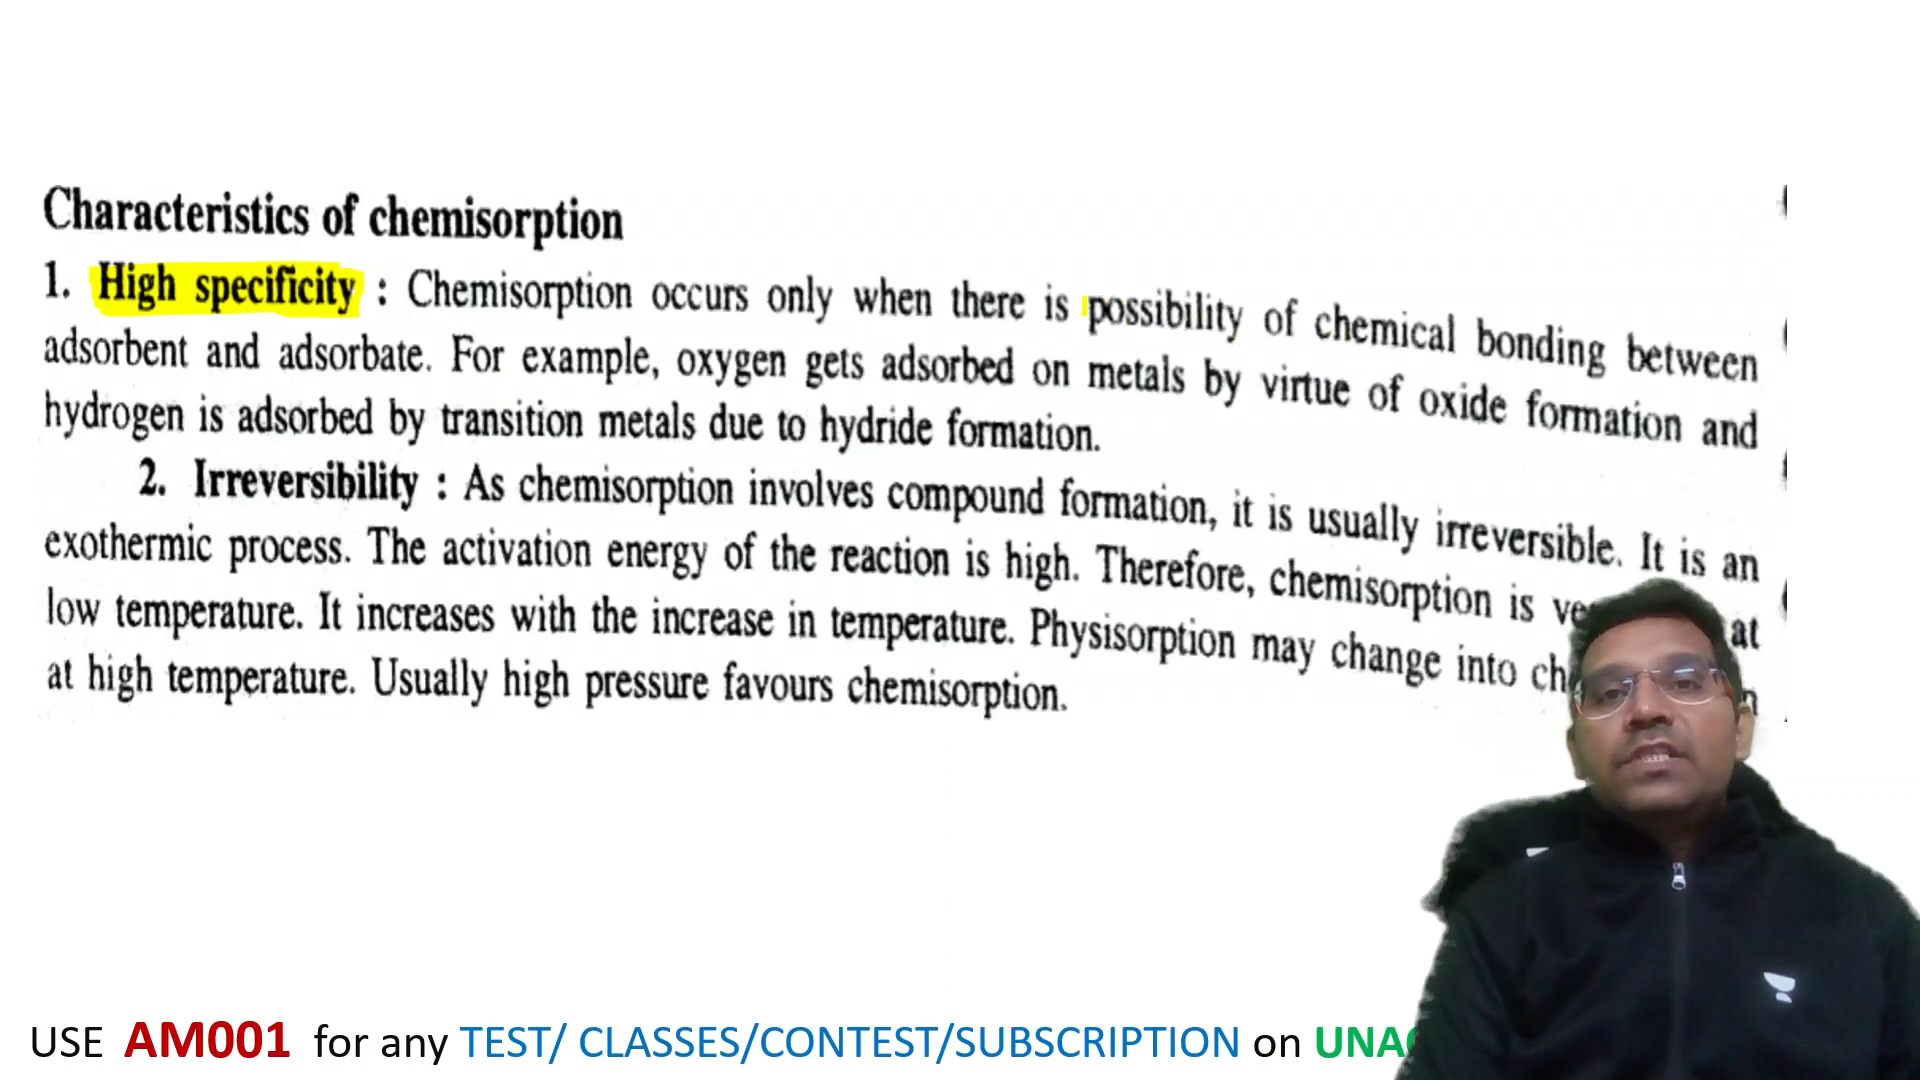 Characteristics of chemisorption
1. High specificity : Chemisorption occurs only when there is possibility of chemical bonding between
adsorbent and adsorbate. For example, oxygen gets adsorbed on metals by virtue of oxide formation and
hydrogen is adsorbed by transition metals due to hydride formation.
2. Irreversibility : As chemisorption involves compound formation, it is usually irreversible. It is an
exothermic process. The activation energy of the reaction is high. Therefore, chemisorption is at
low temperature. It increases with the increase in temperature. Physisorption may change into
at high temperature. Usually high pressure favours chemisorption.
USE AM001 for any TEST/ CLASSES/CONTEST/SUBSCRIPTION on